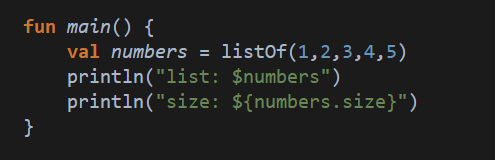 fun main() {
    val numbers = listOf(1,2,3,4,5)
    println("list: $numbers")
    println("size: ${numbers.size}")
}